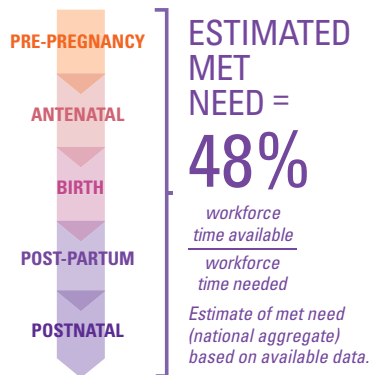 PRE-PREGNANCY
ANTENATAL
BIRTH
POST-PARTUM
POSTNATAL
ESTIMATED
MET
NEED =
48%
workforce
time available
workforce
time needed
Estimate of met need
(national aggregate)
based on available data.